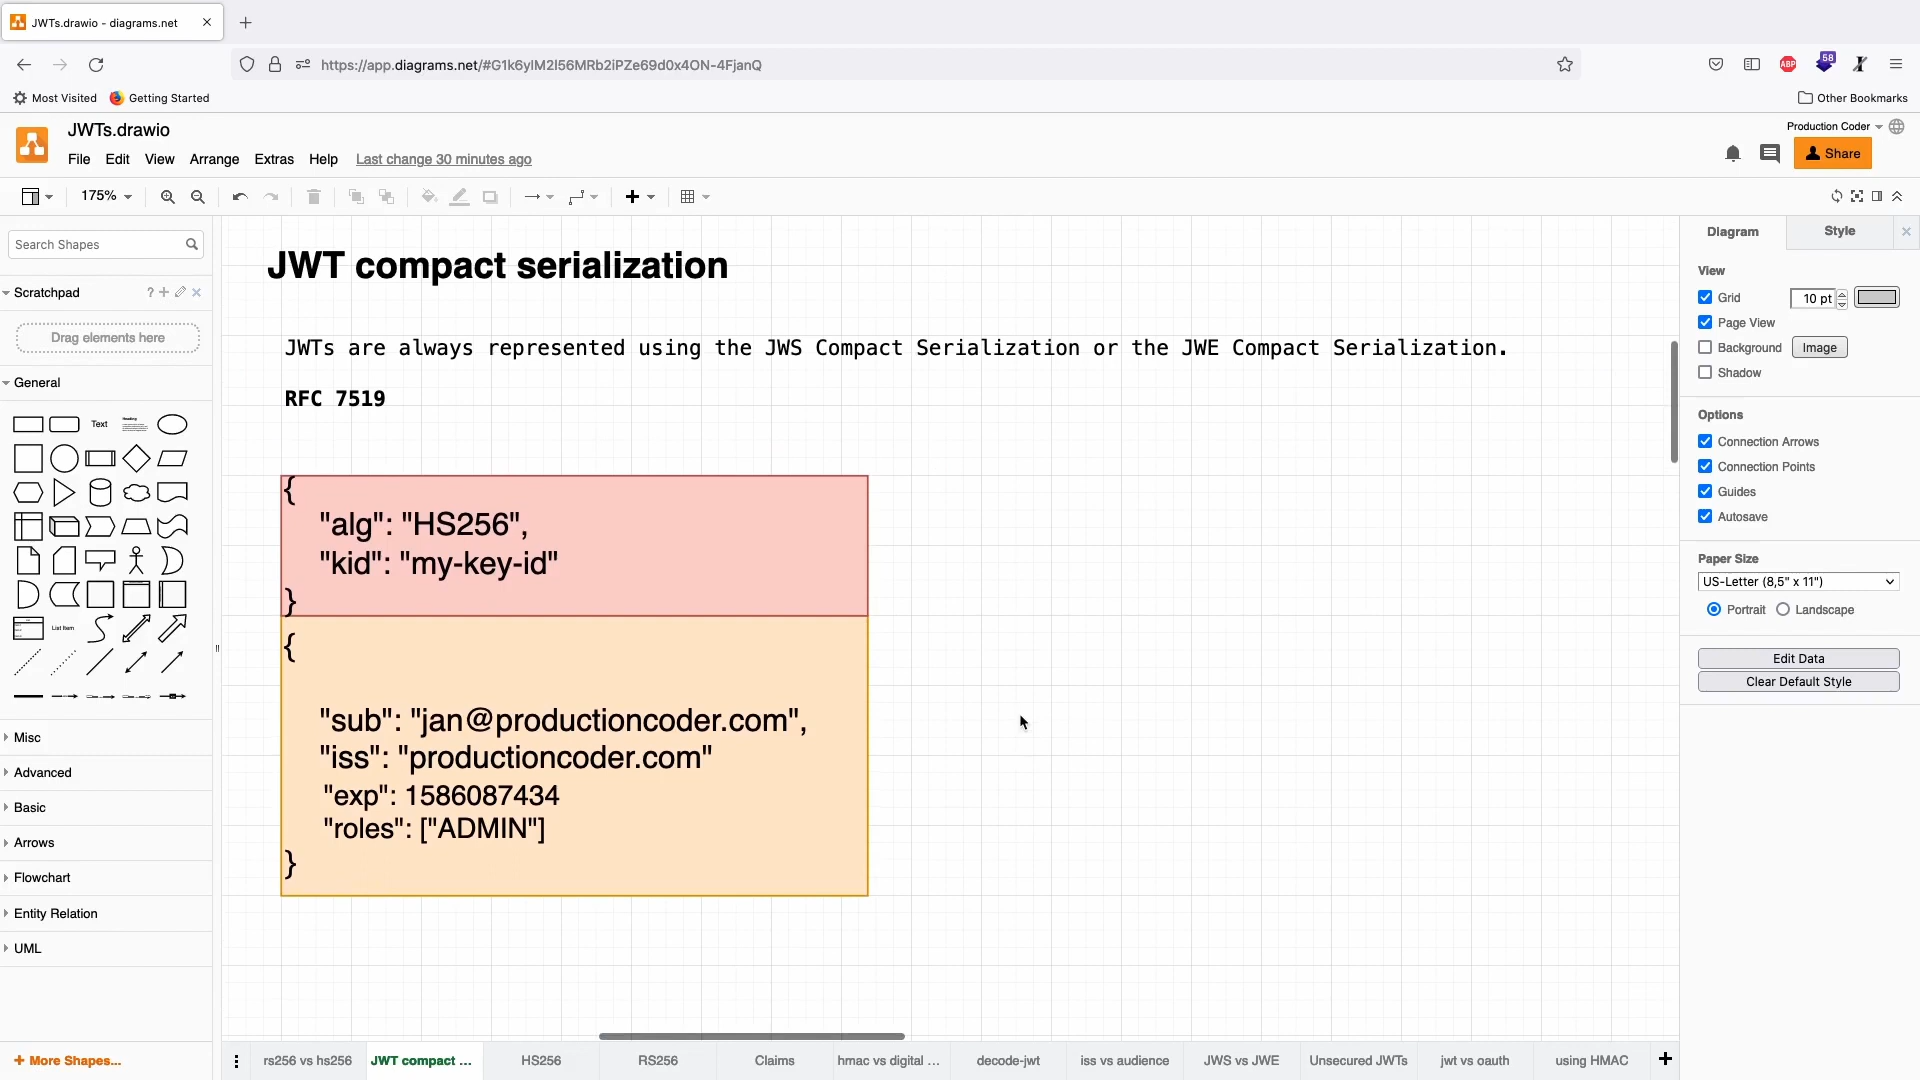 JWTs.drawio - diagrams.net
https://app.diagrams.net/#G1k6ylM2l56MRb2iPZe69d0x4ON-4FjanQ
ABP
58
Most Visited
Getting Started
Other Bookmarks
JWTs.drawio
Production Coder
File
Edit
View
Arrange
Extras
Help
Last change 30 minutes ago
Share
175%
Search Shapes
Scratchpad
?
Drag elements here
General
Text
Heading
List Item
Misc
Advanced
Basic
Arrows
Flowchart
Entity Relation
UML
+ More Shapes...
JWT compact serialization
JWTs are always represented using the JWS Compact Serialization or the JWE Compact Serialization.
RFC 7519
{
"alg": "HS256",
"kid": "my-key-id"
}
{
"sub": "jan@productioncoder.com",
"iss": "productioncoder.com"
"exp": 1586087434
"roles": ["ADMIN"]
}
Diagram
Style
View
Grid
10 pt
Page View
Background
Image
Shadow
Options
Connection Arrows
Connection Points
Guides
Autosave
Paper Size
US-Letter (8,5" x 11")
Portrait
Landscape
Edit Data
Clear Default Style
rs256 vs hs256
JWT compact ...
HS256
RS256
Claims
hmac vs digital ...
decode-jwt
iss vs audience
JWS vs JWE
Unsecured JWTs
jwt vs oauth
using HMAC